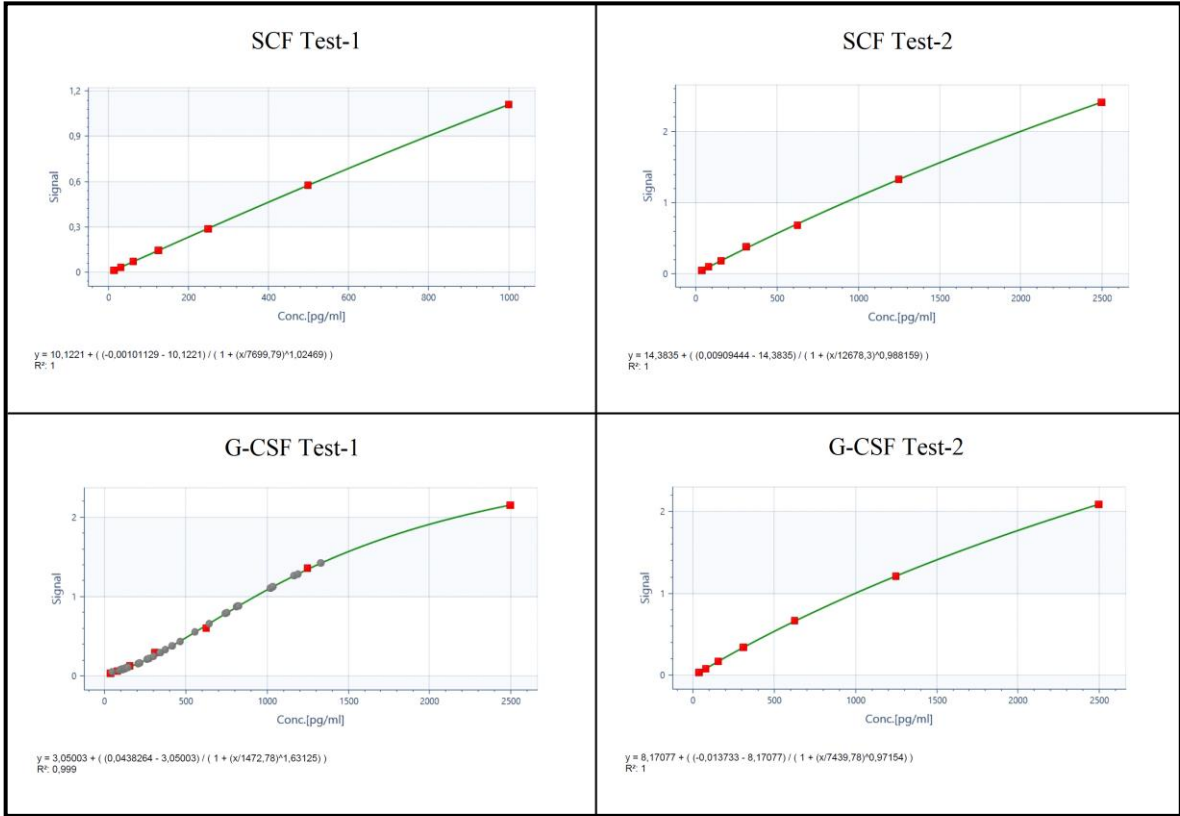 SCF Test-1
1,2
0,9
0,6
0,3
0
Signal
0 200 400 600 800 1000
Conc.[pg/ml]
y = 10,1221 + ( (-0,00101129 - 10,1221) / ( 1 + (x/7699,79)^1,02469) )
R²: 1
SCF Test-2
2
1
0
Signal
0 500 1000 1500 2000 2500
Conc.[pg/ml]
y = 14,3835 + ( (0,00909444 - 14,3835) / ( 1 + (x/12678,3)^0,988159) )
R²: 1
G-CSF Test-1
2
1
0
Signal
0 500 1000 1500 2000 2500
Conc.[pg/ml]
y = 3,05003 + ( (0,0438264 - 3,05003) / ( 1 + (x/1472,78)^1,63125) )
R²: 0,999
G-CSF Test-2
2
1
0
Signal
0 500 1000 1500 2000 2500
Conc.[pg/ml]
y = 8,17077 + ( (-0,013733 - 8,17077) / ( 1 + (x/7439,78)^0,97154) )
R²: 1